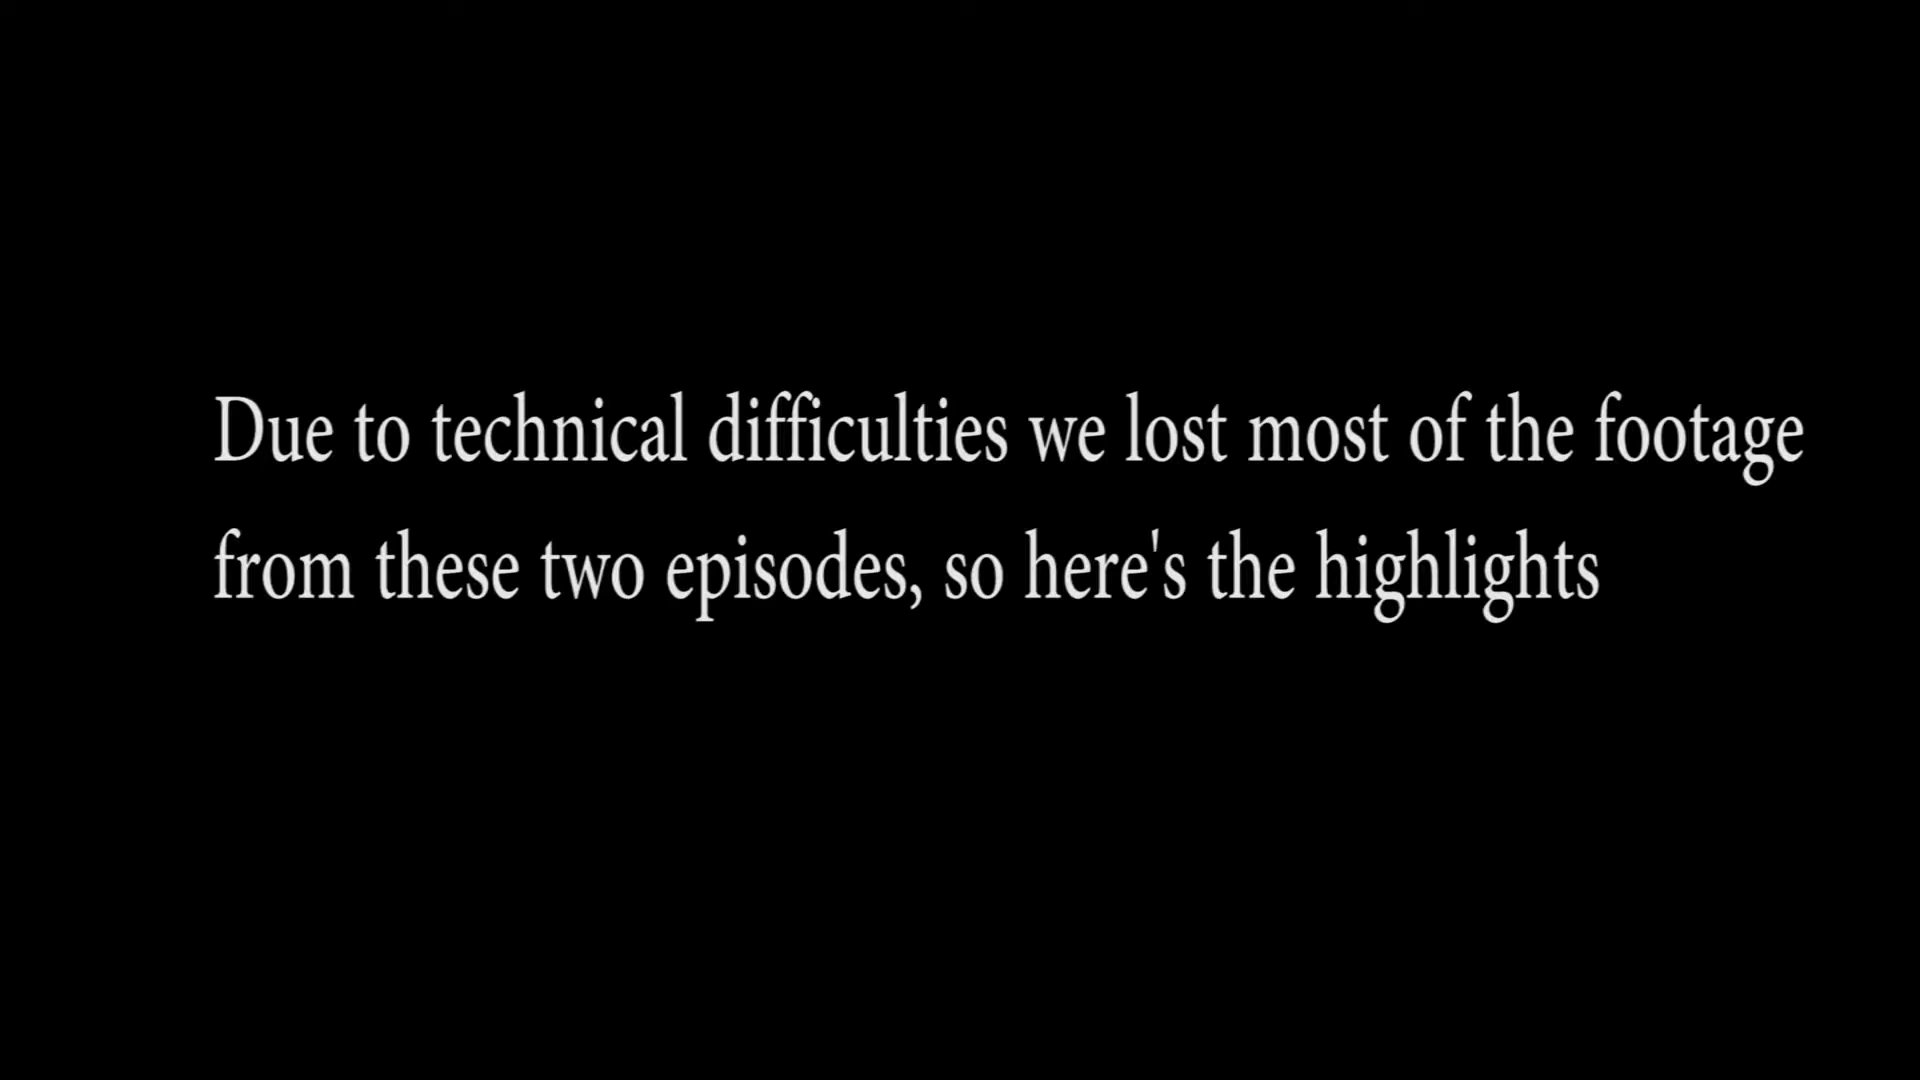 Due to technical difficulties we lost most of the footage
from these two episodes, so here's the highlights